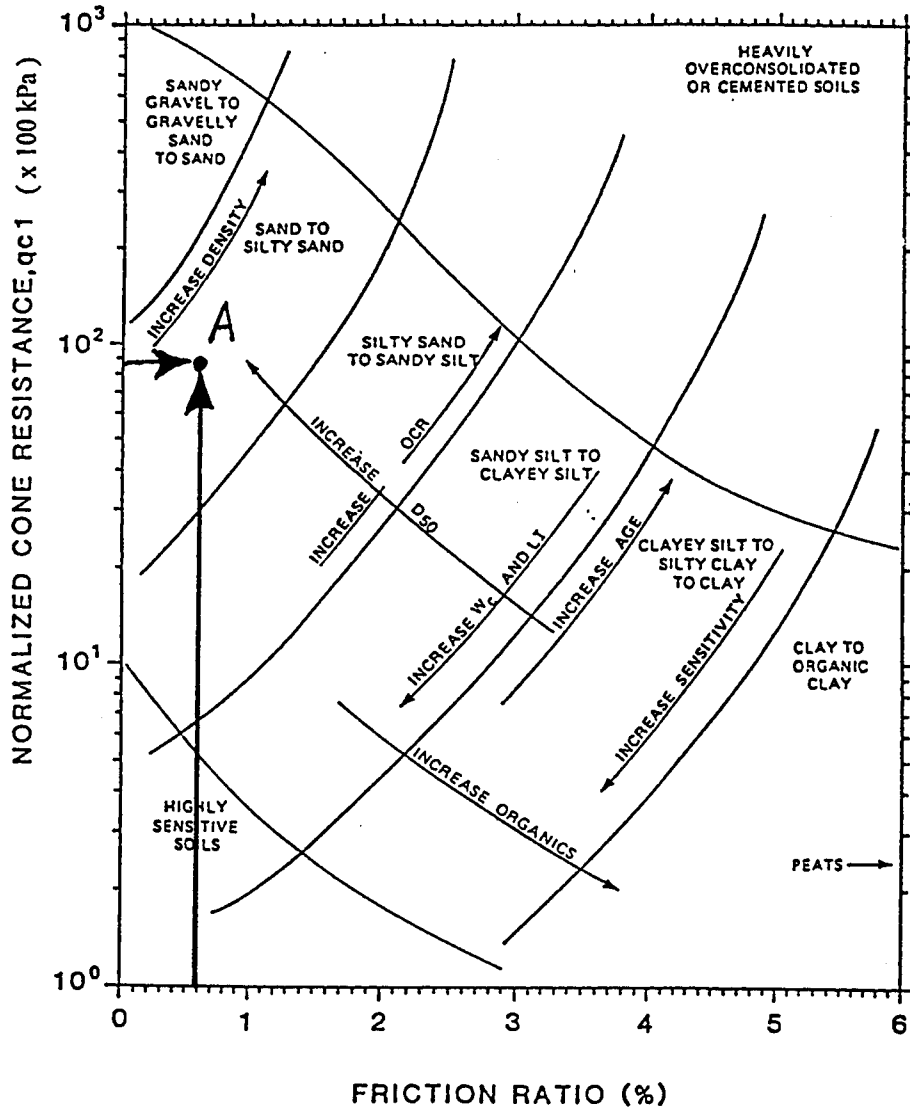 NORMALIZED CONE RESISTANCE, qc1 (x 100 kPa)
10³
10²
10¹
10⁰
HEAVILY
OVERCONSOLIDATED
OR CEMENTED SOILS
SANDY
GRAVEL TO
GRAVELLY
SAND
TO SAND
INCREASE DENSITY
SAND TO
SILTY SAND
A
SILTY SAND
TO SANDY SILT
INCREASE OCR
INCREASE D50
SANDY SILT TO
CLAYEY SILT
INCREASE Wc AND LI
INCREASE AGE
CLAYEY SILT TO
SILTY CLAY
TO CLAY
INCREASE SENSITIVITY
CLAY TO
ORGANIC
CLAY
INCREASE ORGANICS
HIGHLY
SENSITIVE
SOILS
PEATS
0 1 2 3 4 5 6
FRICTION RATIO (%)